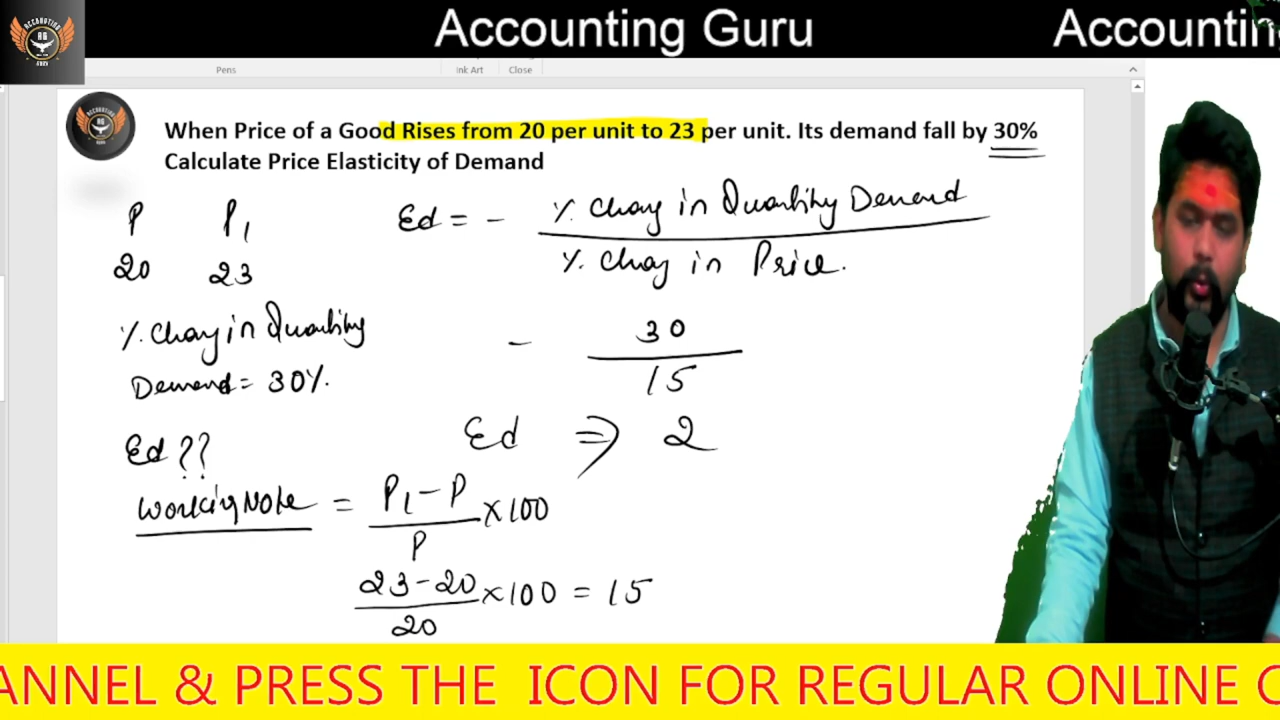 Accounting Guru
Accountin
Pens
Ink Art
Close
When Price of a Good Rises from 20 per unit to 23 per unit. Its demand fall by 30%
Calculate Price Elasticity of Demand
P P₁
20 23
Ed = - % Chang in Quantity Demand
% Chang in Price.
% Chang in Quantity
Demand = 30%.
- 30
15
Ed ⇒ 2
Ed ??
Working Note = P₁ - P × 100
P
23 - 20 × 100 = 15
20
ANNEL & PRESS THE ICON FOR REGULAR ONLINE C